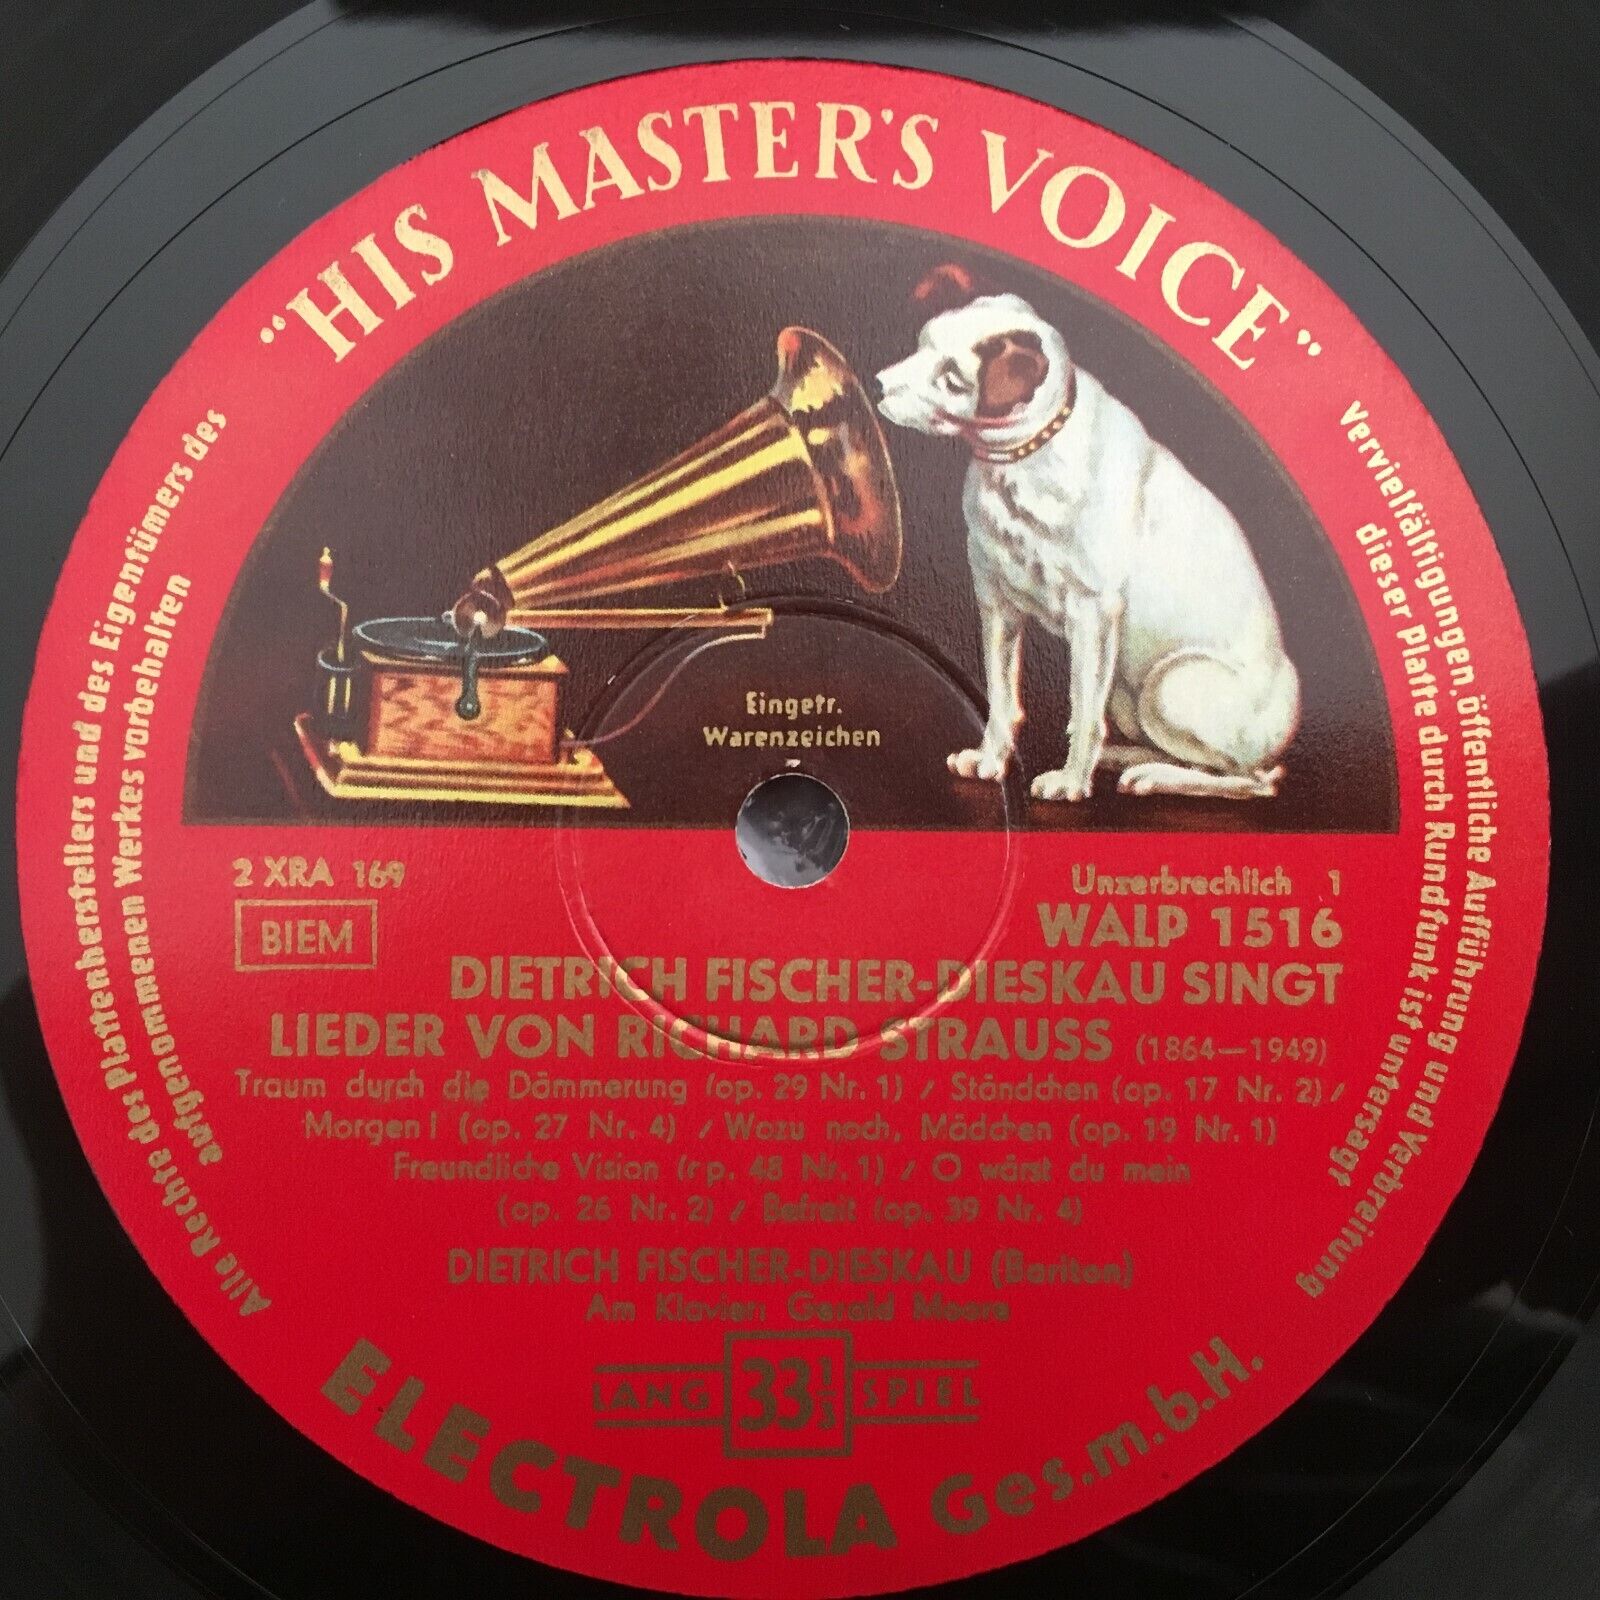 "HIS MASTER'S VOICE"
Eingetr.
Warenzeichen
2 XRA 169
BIEM
Unzerbrechlich 1
WALP 1516
DIETRICH FISCHER-DIESKAU SINGT
LIEDER VON RICHARD STRAUSS (1864—1949)
Traum durch die Dämmerung (op. 29 Nr. 1) / Ständchen (op. 17 Nr. 2) /
Morgen! (op. 27 Nr. 4) / Wozu noch, Mädchen (op. 19 Nr. 1)
Freundliche Vision (op. 48 Nr. 1) / O wärst du mein
(op. 26 Nr. 2) / Befreit (op. 39 Nr. 4)
DIETRICH FISCHER-DIESKAU (Bariton)
Am Klavier: Gerald Moore
LANG 33 1/3 SPIEL
ELECTROLA Ges.m.b.H.
Alle Rechte des Plattenherstellers und des Eigentümers des
aufgenommenen Werkes vorbehalten
Vervielfältigungen, öffentliche Aufführung und Verbreitung
dieser Platte durch Rundfunk ist untersagt